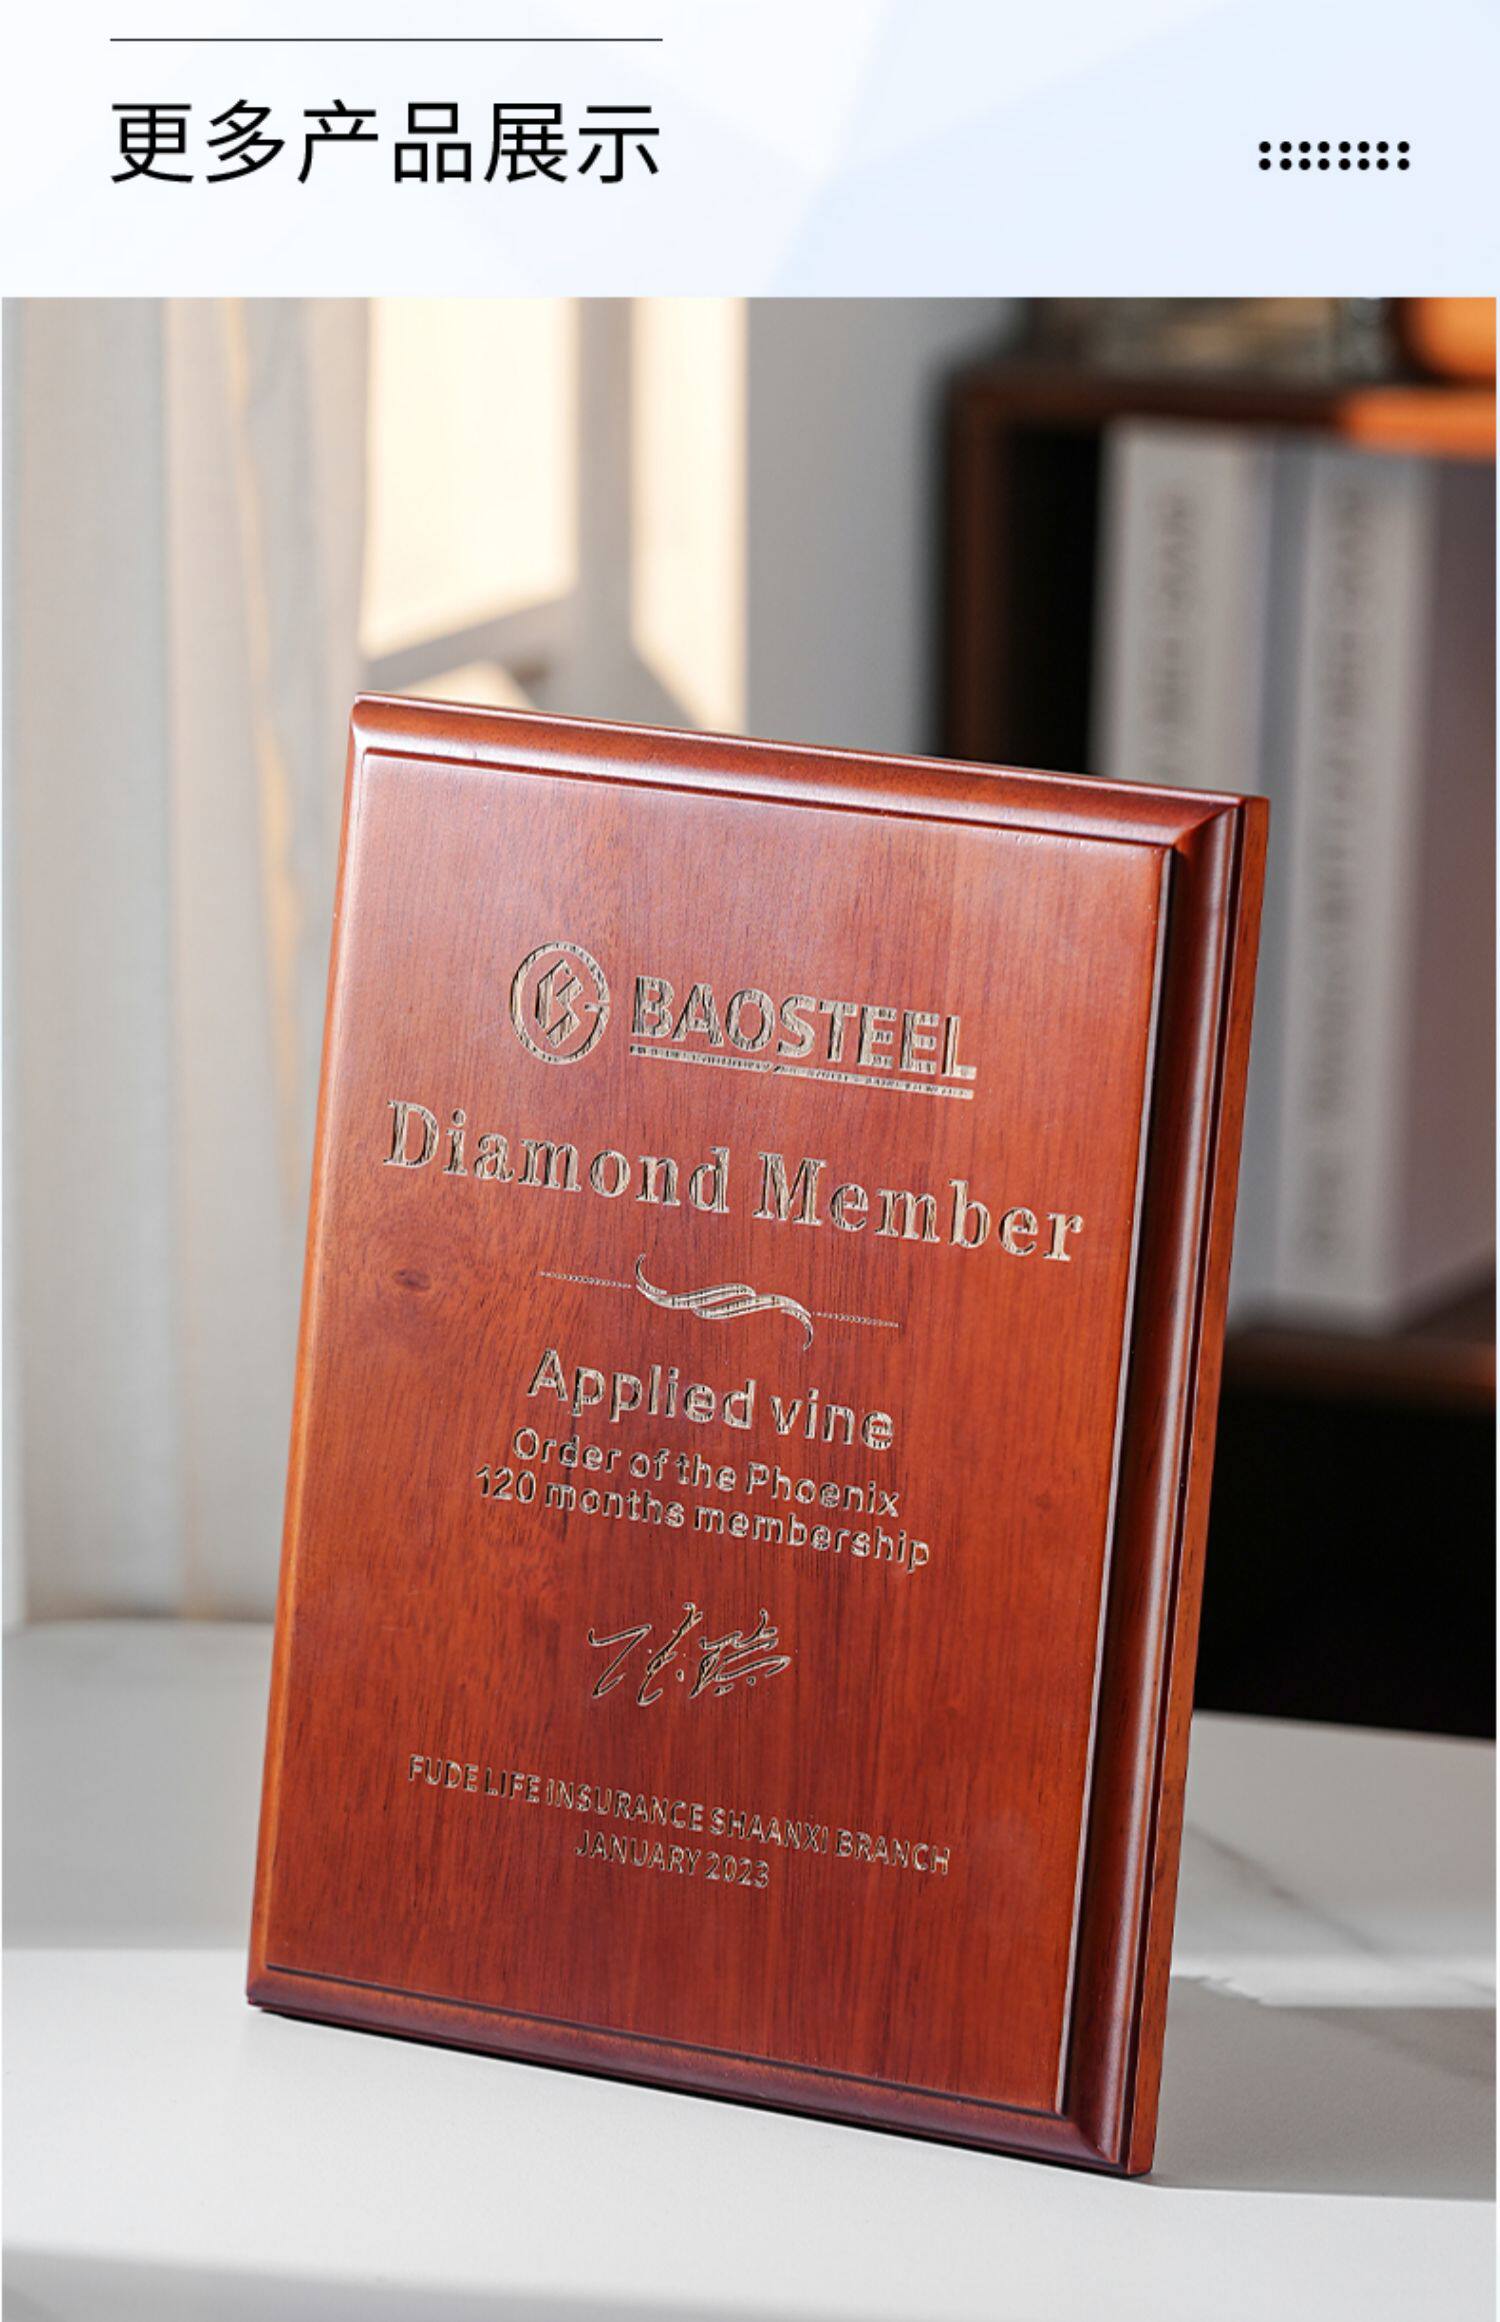 更多产品展示
BAOSTEEL
Diamond Member
Applied vine
Order of the Phoenix
120 months membership
FUDE LIFE INSURANCE SHAANXI BRANCH
JANUARY 2023